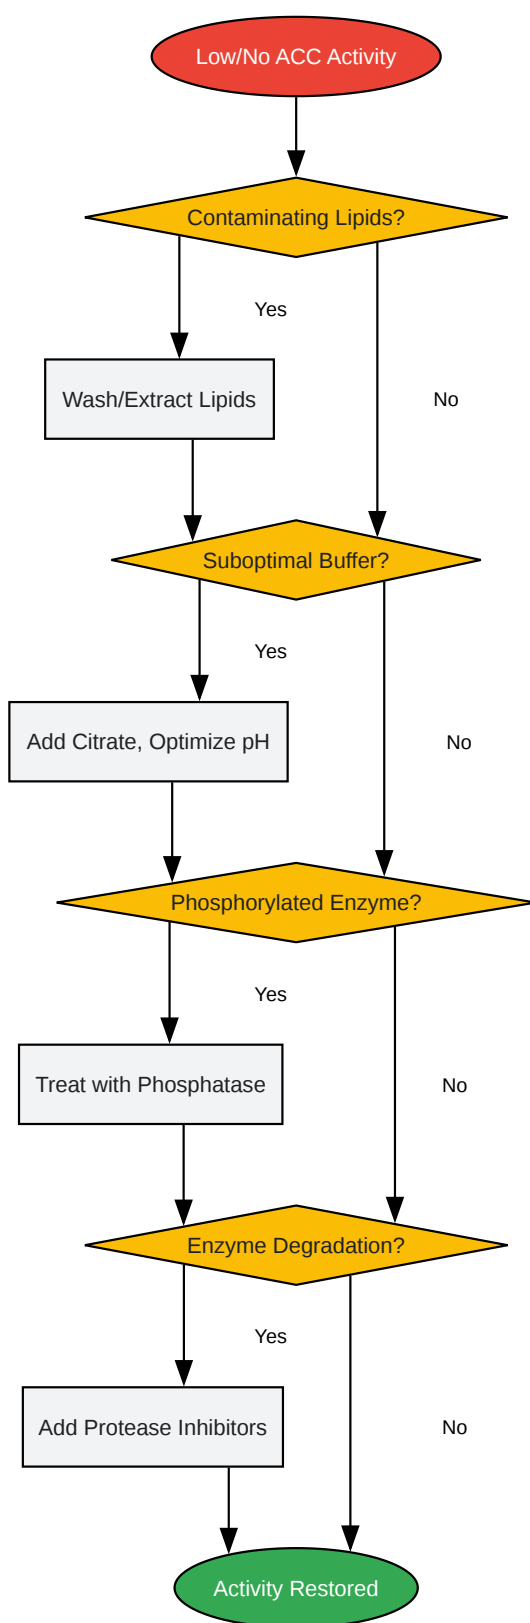 Low/No ACC Activity
Contaminating Lipids?
Yes
Wash/Extract Lipids
No
Suboptimal Buffer?
Yes
Add Citrate, Optimize pH
No
Phosphorylated Enzyme?
Yes
Treat with Phosphatase
No
Enzyme Degradation?
Yes
Add Protease Inhibitors
No
Activity Restored